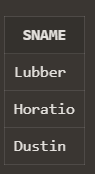 SNAME
Lubber
Horatio
Dustin